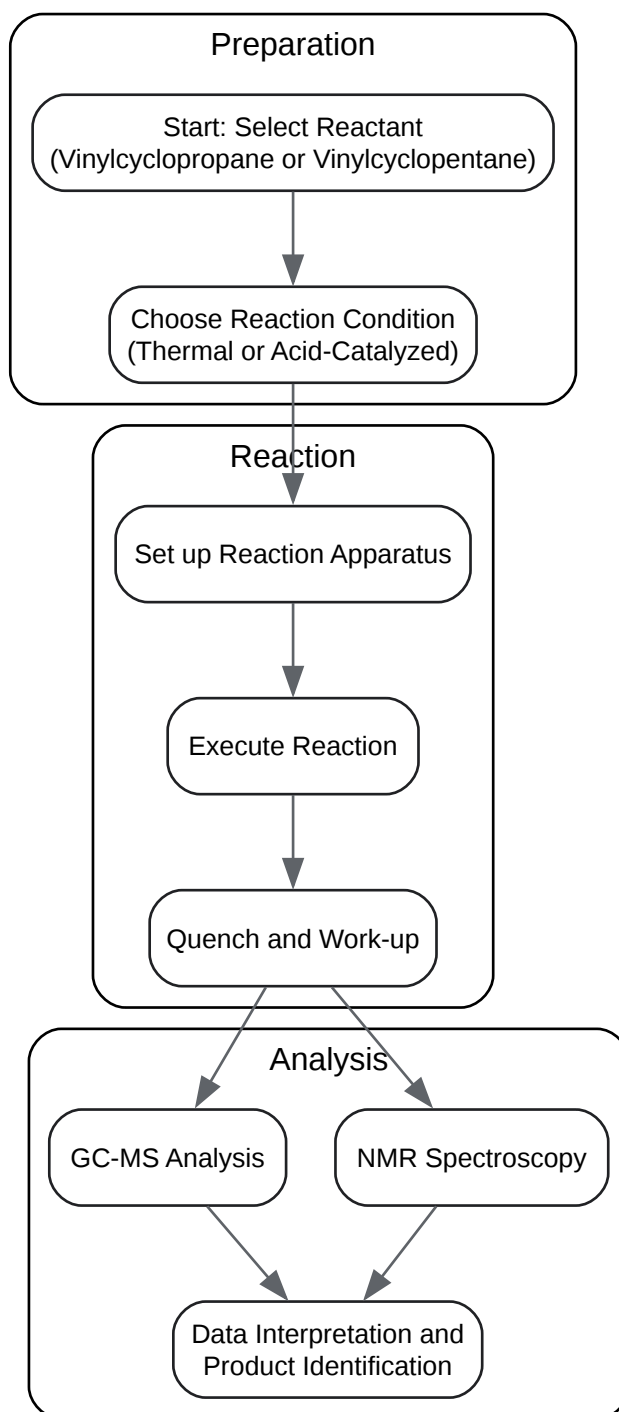 Preparation
Start: Select Reactant
(Vinylcyclopropane or Vinylcyclopentane)
Choose Reaction Condition
(Thermal or Acid-Catalyzed)
Reaction
Set up Reaction Apparatus
Execute Reaction
Quench and Work-up
Analysis
GC-MS Analysis
NMR Spectroscopy
Data Interpretation and
Product Identification